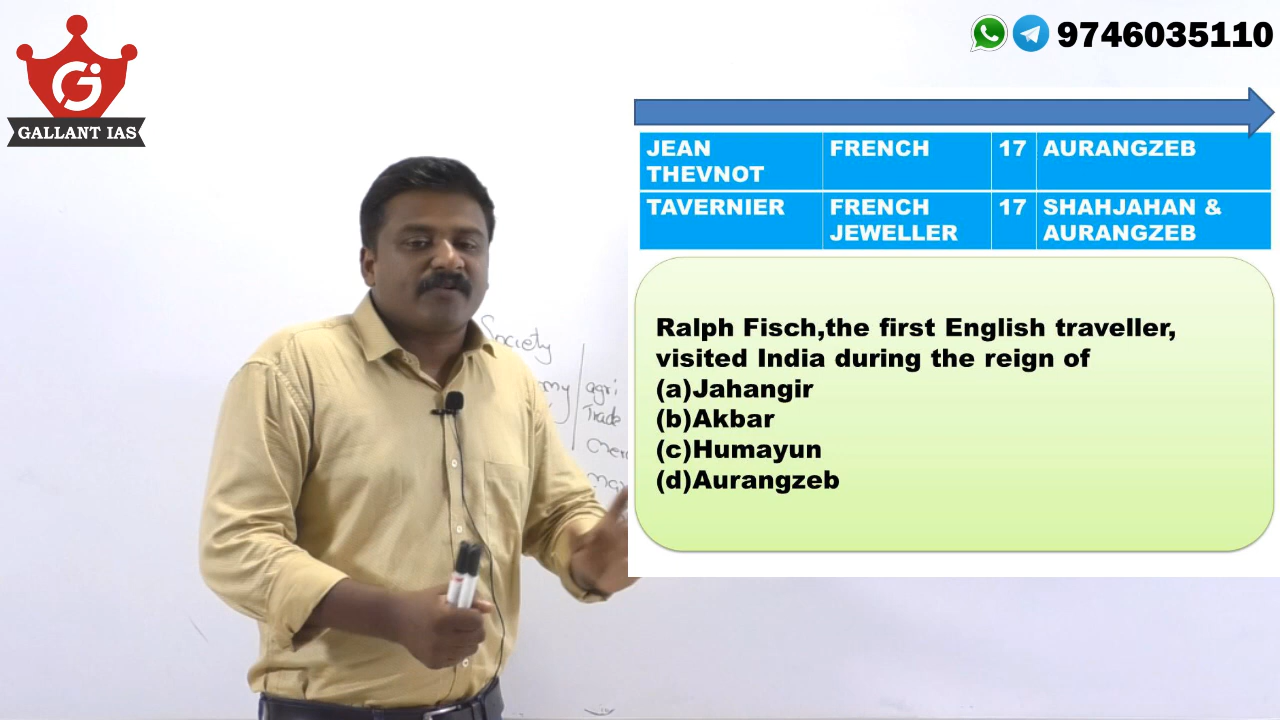 9746035110
GALLANT IAS
JEAN THEVNOT FRENCH 17 AURANGZEB
TAVERNIER FRENCH JEWELLER 17 SHAHJAHAN & AURANGZEB
Ralph Fisch,the first English traveller,
visited India during the reign of
(a)Jahangir
(b)Akbar
(c)Humayun
(d)Aurangzeb
Society
agri
Trade